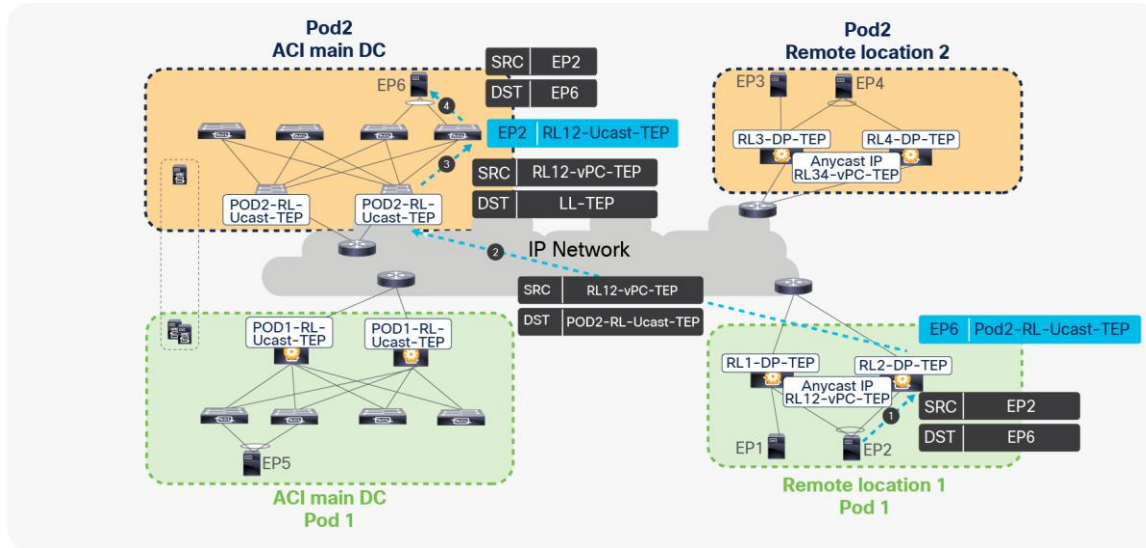 Pod2
ACI main DC
EP6
SRC EP2
DST EP6
4
EP2 RL12-Ucast-TEP
3
SRC RL12-vPC-TEP
DST LL-TEP
POD2-RL-
Ucast-TEP
POD2-RL-
Ucast-TEP
Pod2
Remote location 2
EP3
EP4
RL3-DP-TEP
RL4-DP-TEP
Anycast IP
RL34-vPC-TEP
2
IP Network
SRC RL12-vPC-TEP
DST POD2-RL-Ucast-TEP
POD1-RL-
Ucast-TEP
POD1-RL-
Ucast-TEP
EP5
ACI main DC
Pod 1
EP6 Pod2-RL-Ucast-TEP
RL1-DP-TEP
RL2-DP-TEP
Anycast IP
RL12-vPC-TEP
1
SRC EP2
DST EP6
EP1
EP2
Remote location 1
Pod 1